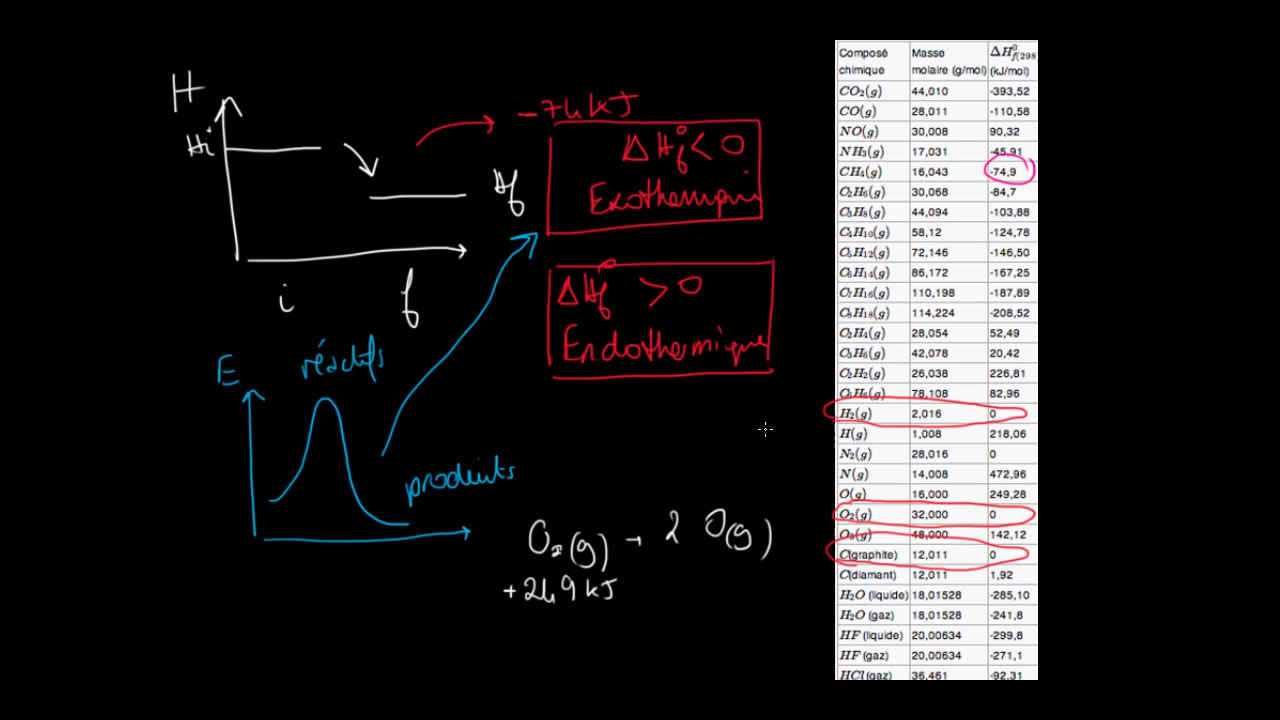 H
Hi
Hf
i
f
−74 kJ
ΔHf° < 0
Exothermiqu
ΔHf° > 0
Endothermique
E
réactifs
produits
O₂(g) → 2 O(g)
+249 kJ
Composé chimique | Masse molaire (g/mol) | ΔH⁰f(298) (kJ/mol)
CO₂(g) 44,010 -393,52
CO(g) 28,011 -110,58
NO(g) 30,008 90,32
NH₃(g) 17,031 -45,91
CH₄(g) 16,043 -74,9
C₂H₆(g) 30,068 -84,7
C₃H₈(g) 44,094 -103,88
C₄H₁₀(g) 58,12 -124,78
C₅H₁₂(g) 72,146 -146,50
C₆H₁₄(g) 86,172 -167,25
C₇H₁₆(g) 110,198 -187,89
C₈H₁₈(g) 114,224 -208,52
C₂H₄(g) 28,054 52,49
C₃H₆(g) 42,078 20,42
C₂H₂(g) 26,038 226,81
C₆H₆(g) 78,108 82,96
H₂(g) 2,016 0
H(g) 1,008 218,06
N₂(g) 28,016 0
N(g) 14,008 472,96
O(g) 16,000 249,28
O₂(g) 32,000 0
O₃(g) 48,000 142,12
C(graphite) 12,011 0
C(diamant) 12,011 1,92
H₂O (liquide) 18,01528 -285,10
H₂O (gaz) 18,01528 -241,8
HF (liquide) 20,00634 -299,8
HF (gaz) 20,00634 -271,1
HCl (gaz) 36,461 -92,31